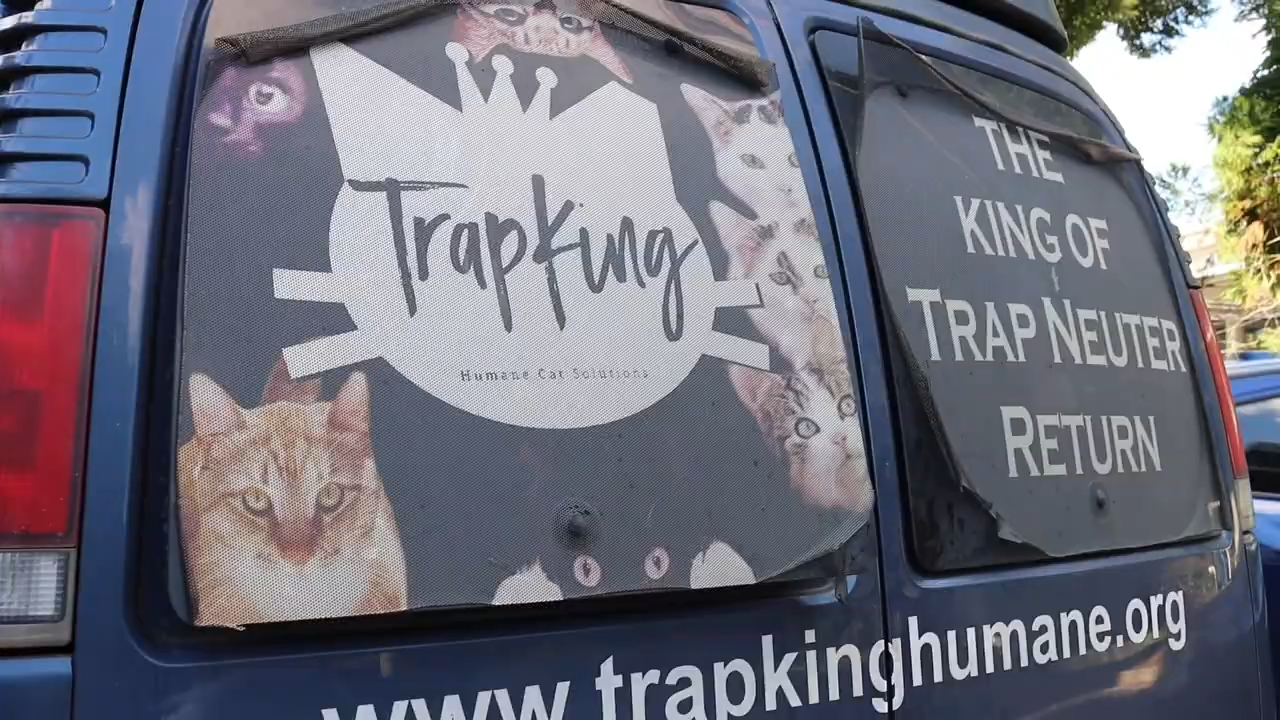 TrapKing
Humane Cat Solutions
THE
KING OF
TRAP NEUTER
RETURN
www.trapkinghumane.org